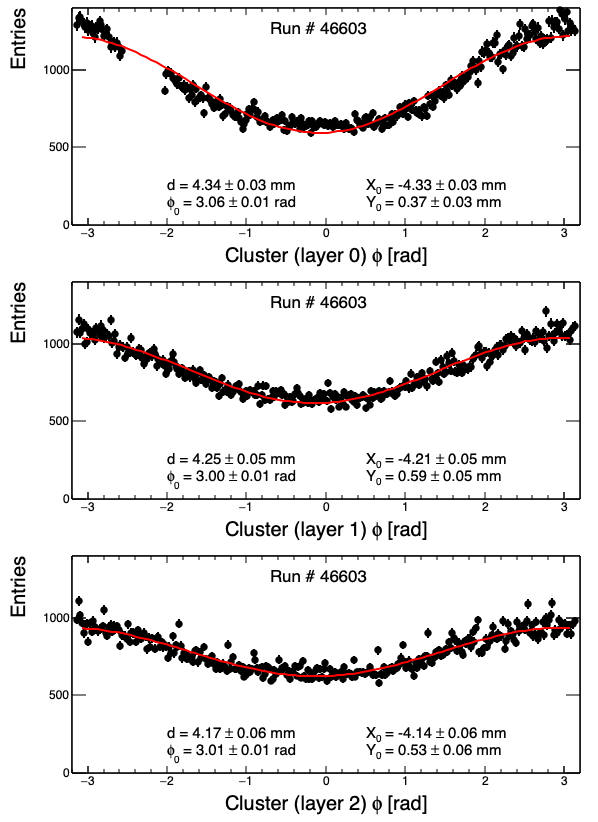 Entries
Run # 46603
1000
500
0
d = 4.34 ± 0.03 mm
X₀ = -4.33 ± 0.03 mm
ϕ₀ = 3.06 ± 0.01 rad
Y₀ = 0.37 ± 0.03 mm
−3 −2 −1 0 1 2 3
Cluster (layer 0) ϕ [rad]
Entries
Run # 46603
1000
500
0
d = 4.25 ± 0.05 mm
X₀ = -4.21 ± 0.05 mm
ϕ₀ = 3.00 ± 0.01 rad
Y₀ = 0.59 ± 0.05 mm
−3 −2 −1 0 1 2 3
Cluster (layer 1) ϕ [rad]
Entries
Run # 46603
1000
500
0
d = 4.17 ± 0.06 mm
X₀ = -4.14 ± 0.06 mm
ϕ₀ = 3.01 ± 0.01 rad
Y₀ = 0.53 ± 0.06 mm
−3 −2 −1 0 1 2 3
Cluster (layer 2) ϕ [rad]